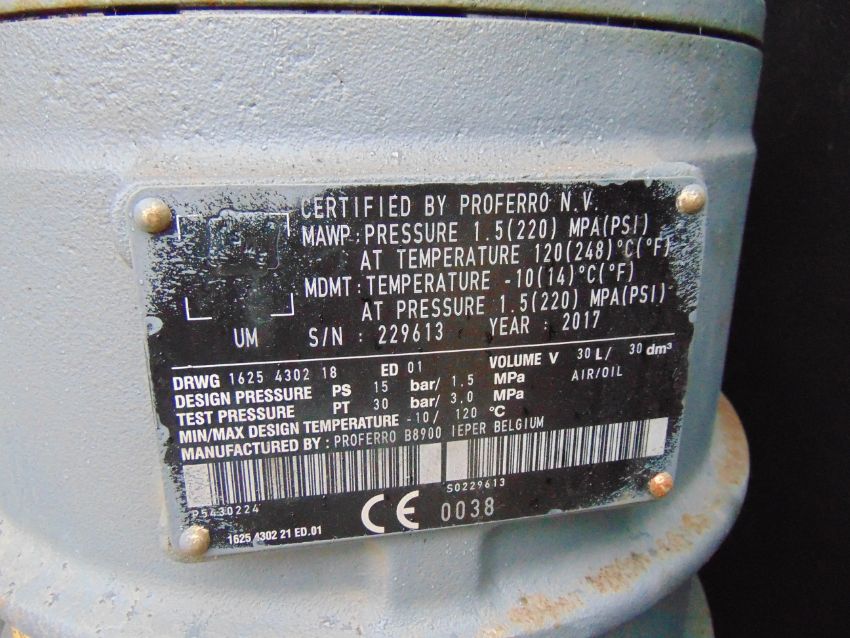 CERTIFIED BY PROFERRO N.V.
MAWP: PRESSURE 1.5(220) MPA(PSI)
AT TEMPERATURE 120(248)°C(°F)
MDMT: TEMPERATURE -10(14)°C(°F)
AT PRESSURE 1.5(220) MPA(PSI)
UM S/N : 229613 YEAR : 2017
DRWG 1625 4302 18 ED 01 VOLUME V 30 L/ 30 dm³
DESIGN PRESSURE PS 15 bar/ 1.5 MPa AIR/OIL
TEST PRESSURE PT 30 bar/ 3.0 MPa
MIN/MAX DESIGN TEMPERATURE -10/ 120 °C
MANUFACTURED BY : PROFERRO B8900 IEPER BELGIUM
P5430224 S0229613
CE 0038
1625 4302 21 ED.01